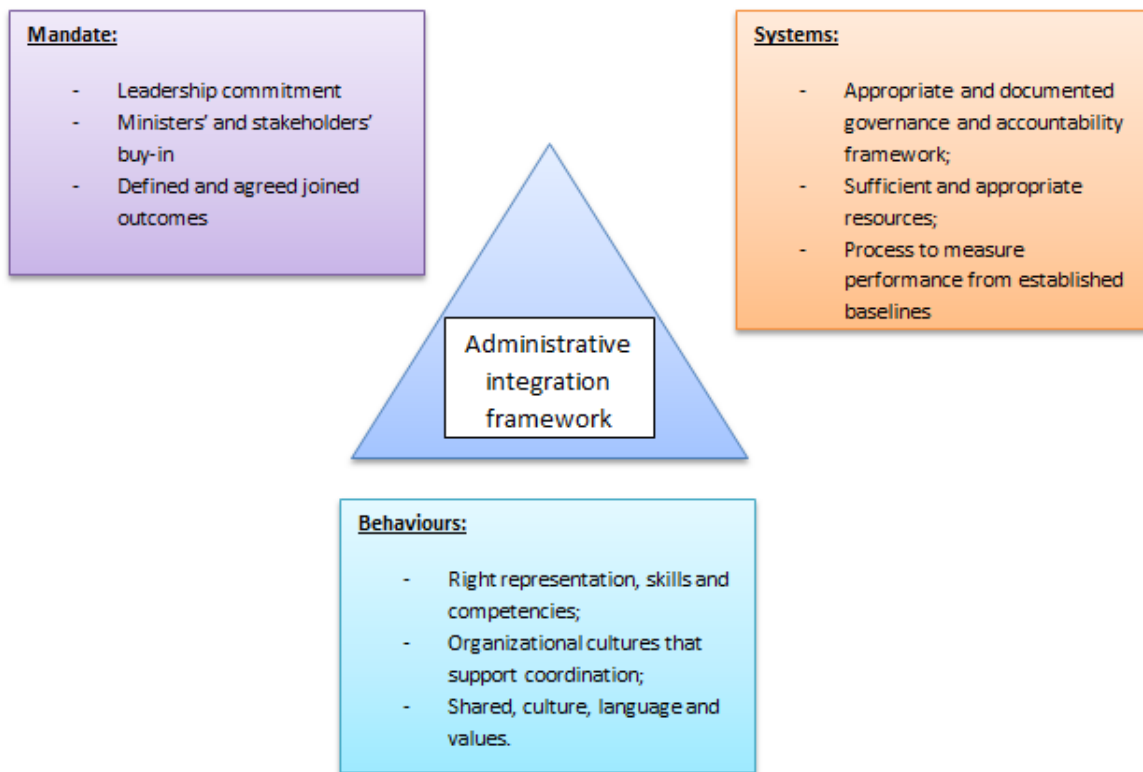 Mandate:
- Leadership commitment
- Ministers' and stakeholders'
buy-in
- Defined and agreed joined
outcomes
Systems:
- Appropriate and documented
governance and accountability
framework;
- Sufficient and appropriate
resources;
- Process to measure
performance from established
baselines
Administrative
integration
framework
Behaviours:
- Right representation, skills and
competencies;
- Organizational cultures that
support coordination;
- Shared, culture, language and
values.